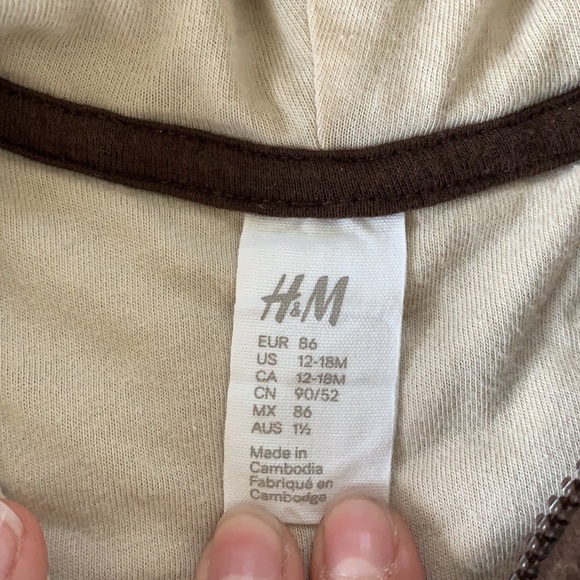 H&M
EUR 86
US 12-18M
CA 12-18M
CN 90/52
MX 86
AUS 1½
Made in
Cambodia
Fabriqué en
Cambodge